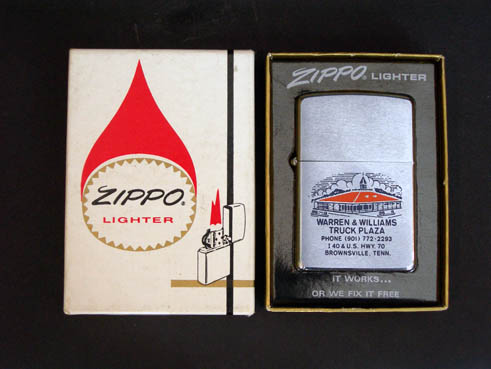 ZIPPO®
LIGHTER
ZIPPO® LIGHTER
WARREN & WILLIAMS
TRUCK PLAZA
PHONE (901) 772-2293
I 40 & U.S. HWY. 70
BROWNSVILLE, TENN.
IT WORKS...
OR WE FIX IT FREE